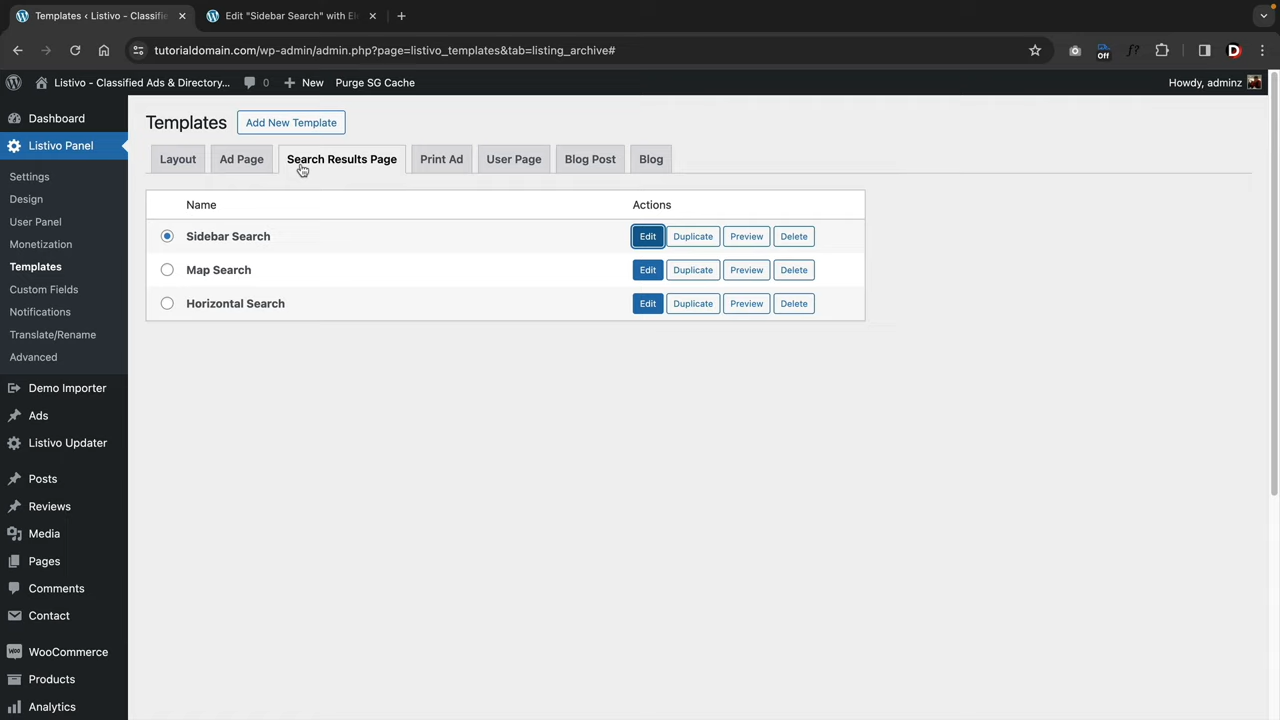 Templates ‹ Listivo – Classifie
Edit "Sidebar Search" with El
tutorialdomain.com/wp-admin/admin.php?page=listivo_templates&tab=listing_archive#
Off
f?
D
Listivo - Classified Ads & Directory...
0
New
Purge SG Cache
Howdy, adminz
Dashboard
Listivo Panel
Settings
Design
User Panel
Monetization
Templates
Custom Fields
Notifications
Translate/Rename
Advanced
Demo Importer
Ads
Listivo Updater
Posts
Reviews
Media
Pages
Comments
Contact
WooCommerce
Products
Analytics
Templates
Add New Template
Layout
Ad Page
Search Results Page
Print Ad
User Page
Blog Post
Blog
Name
Actions
Sidebar Search
Edit
Duplicate
Preview
Delete
Map Search
Edit
Duplicate
Preview
Delete
Horizontal Search
Edit
Duplicate
Preview
Delete